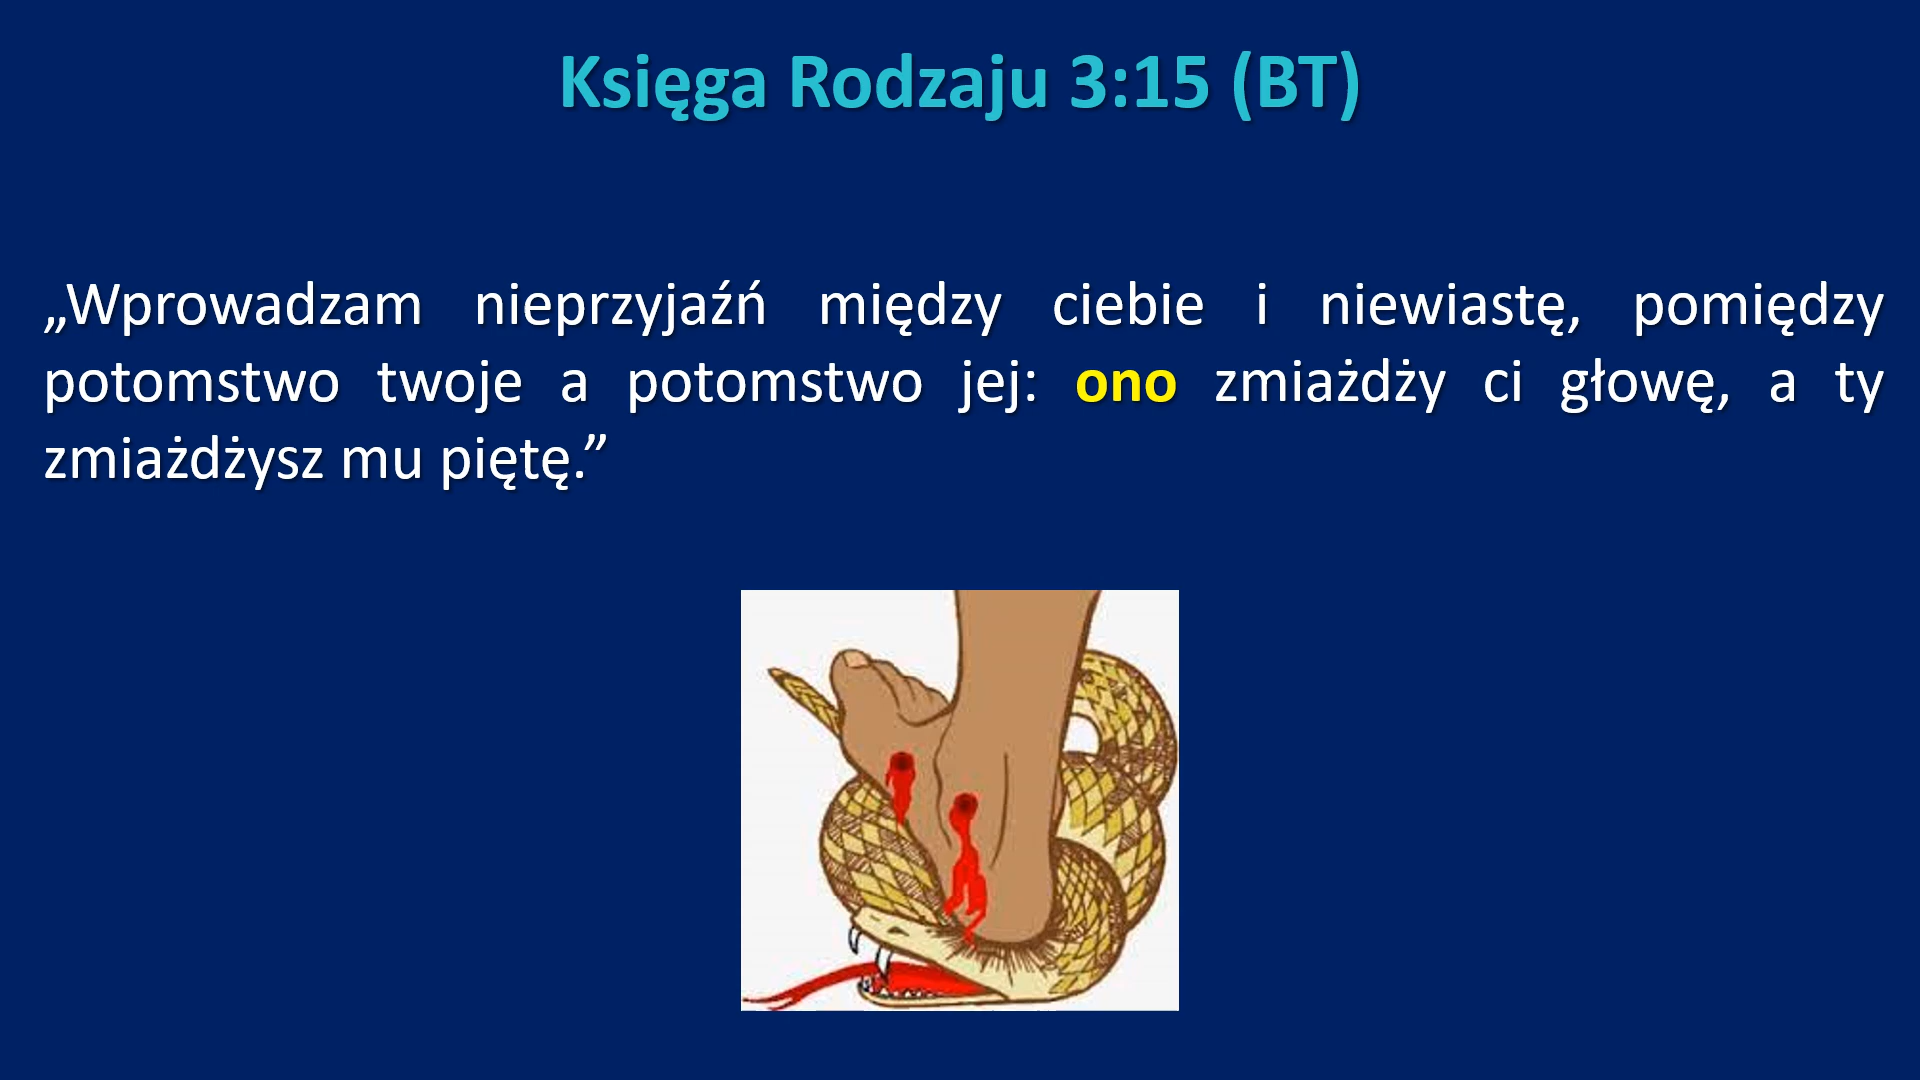 Księga Rodzaju 3:15 (BT)
„Wprowadzam nieprzyjaźń między ciebie i niewiastę, pomiędzy
potomstwo twoje a potomstwo jej: ono zmiażdży ci głowę, a ty
zmiażdżysz mu piętę.”